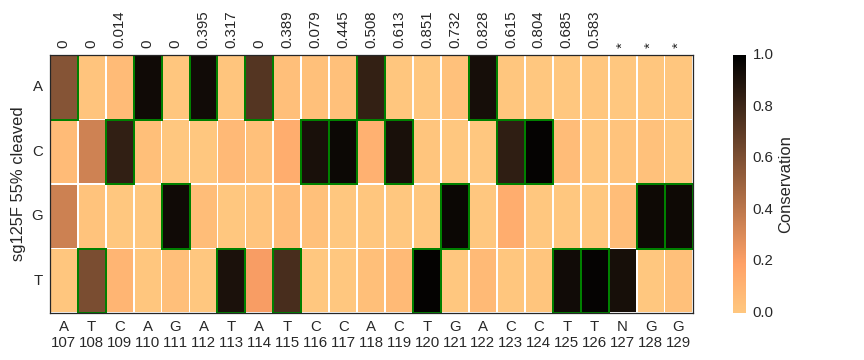 0 0 0.014 0 0 0.395 0.317 0 0.389 0.079 0.445 0.508 0.613 0.851 0.732 0.828 0.615 0.804 0.685 0.583 * * *
sg125F 55% cleaved
A
C
G
T
A T C A G A T A T C C A C T G A C C T T N G G
107 108 109 110 111 112 113 114 115 116 117 118 119 120 121 122 123 124 125 126 127 128 129
1.0
0.8
0.6
0.4
0.2
0.0
Conservation